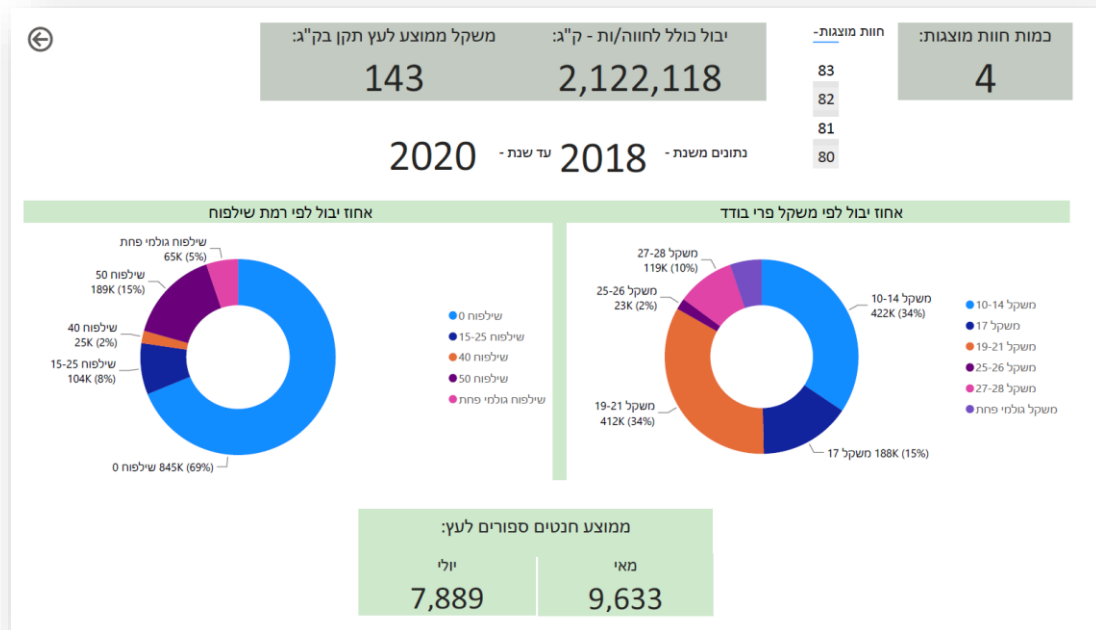 כמות חוות מוצגות:
4
חוות מוצגות-
83
82
81
80
יבול כולל לחווה/ות - ק"ג:
2,122,118
משקל ממוצע לעץ תקן בק"ג:
143
נתונים משנת - 2018 עד שנת - 2020
אחוז יבול לפי משקל פרי בודד
משקל 27-28
119K (10%)
משקל 25-26
23K (2%)
משקל 19-21
412K (34%)
משקל 10-14
422K (34%)
משקל 17 188K (15%)
משקל 10-14
משקל 17
משקל 19-21
משקל 25-26
משקל 27-28
משקל גולמי פחת
אחוז יבול לפי רמת שילפוח
שילפוח גולמי פחת
65K (5%)
שילפוח 50
189K (15%)
שילפוח 40
25K (2%)
שילפוח 15-25
104K (8%)
שילפוח 0 845K (69%)
שילפוח 0
שילפוח 15-25
שילפוח 40
שילפוח 50
שילפוח גולמי פחת
ממוצע חנטים ספורים לעץ:
מאי
9,633
יולי
7,889